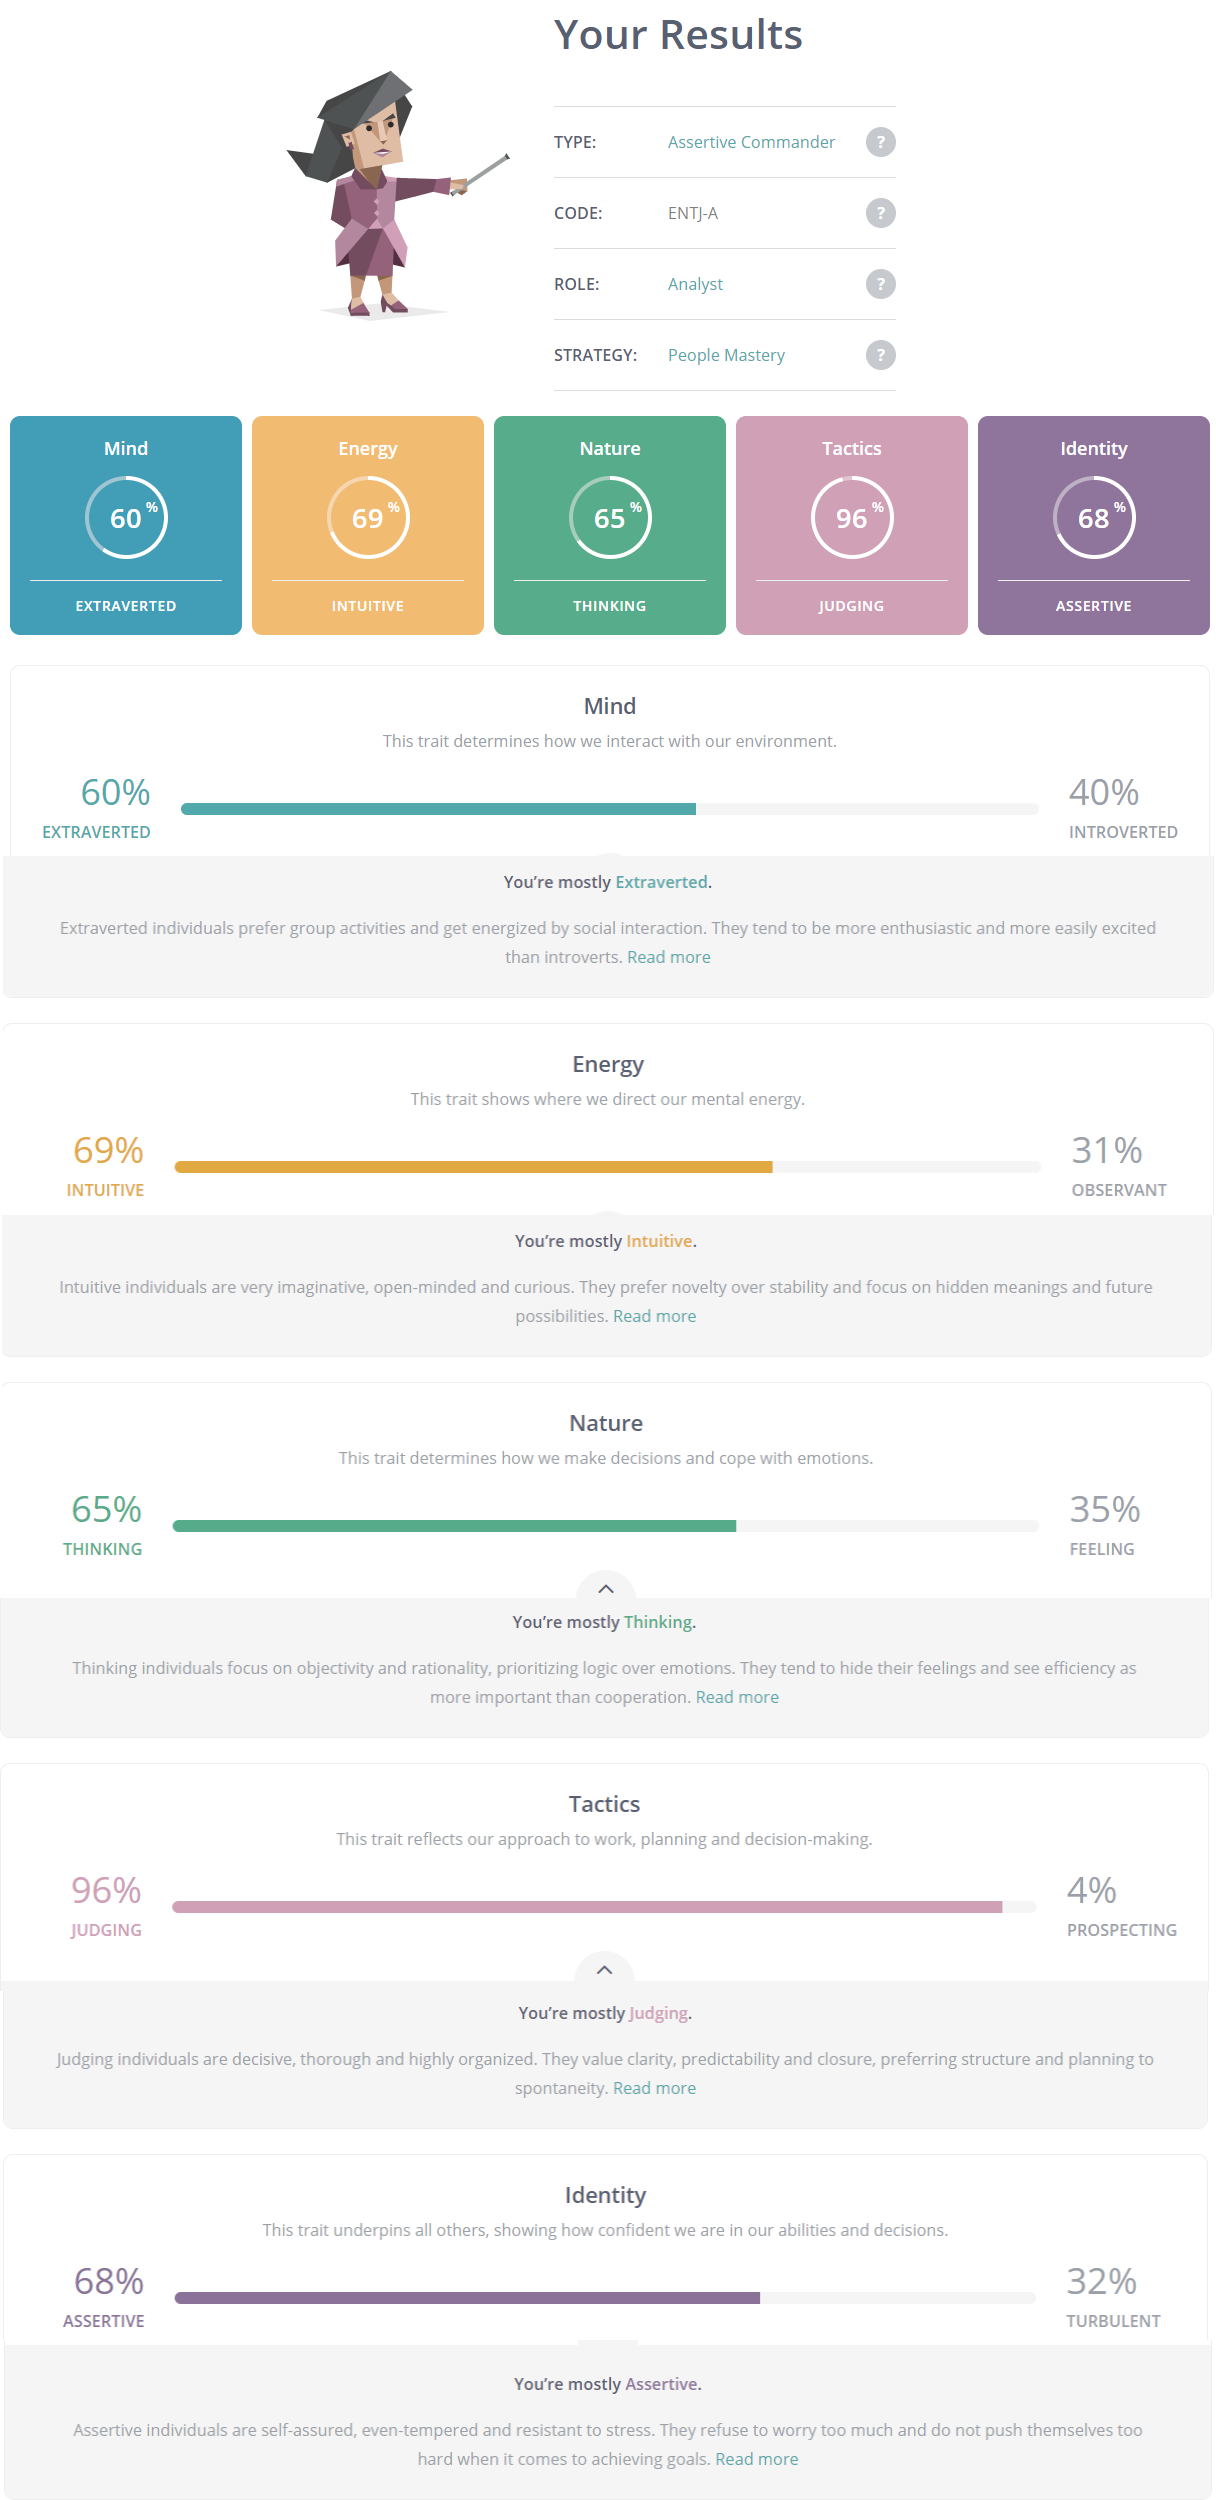 Your Results
TYPE: Assertive Commander ?
CODE: ENTJ-A ?
ROLE: Analyst ?
STRATEGY: People Mastery ?
Mind
60%
EXTRAVERTED
Energy
69%
INTUITIVE
Nature
65%
THINKING
Tactics
96%
JUDGING
Identity
68%
ASSERTIVE
Mind
This trait determines how we interact with our environment.
60% 40%
EXTRAVERTED INTROVERTED
You’re mostly Extraverted.
Extraverted individuals prefer group activities and get energized by social interaction. They tend to be more enthusiastic and more easily excited
than introverts. Read more
Energy
This trait shows where we direct our mental energy.
69% 31%
INTUITIVE OBSERVANT
You’re mostly Intuitive.
Intuitive individuals are very imaginative, open-minded and curious. They prefer novelty over stability and focus on hidden meanings and future
possibilities. Read more
Nature
This trait determines how we make decisions and cope with emotions.
65% 35%
THINKING FEELING
You’re mostly Thinking.
Thinking individuals focus on objectivity and rationality, prioritizing logic over emotions. They tend to hide their feelings and see efficiency as
more important than cooperation. Read more
Tactics
This trait reflects our approach to work, planning and decision-making.
96% 4%
JUDGING PROSPECTING
You’re mostly Judging.
Judging individuals are decisive, thorough and highly organized. They value clarity, predictability and closure, preferring structure and planning to
spontaneity. Read more
Identity
This trait underpins all others, showing how confident we are in our abilities and decisions.
68% 32%
ASSERTIVE TURBULENT
You’re mostly Assertive.
Assertive individuals are self-assured, even-tempered and resistant to stress. They refuse to worry too much and do not push themselves too
hard when it comes to achieving goals. Read more